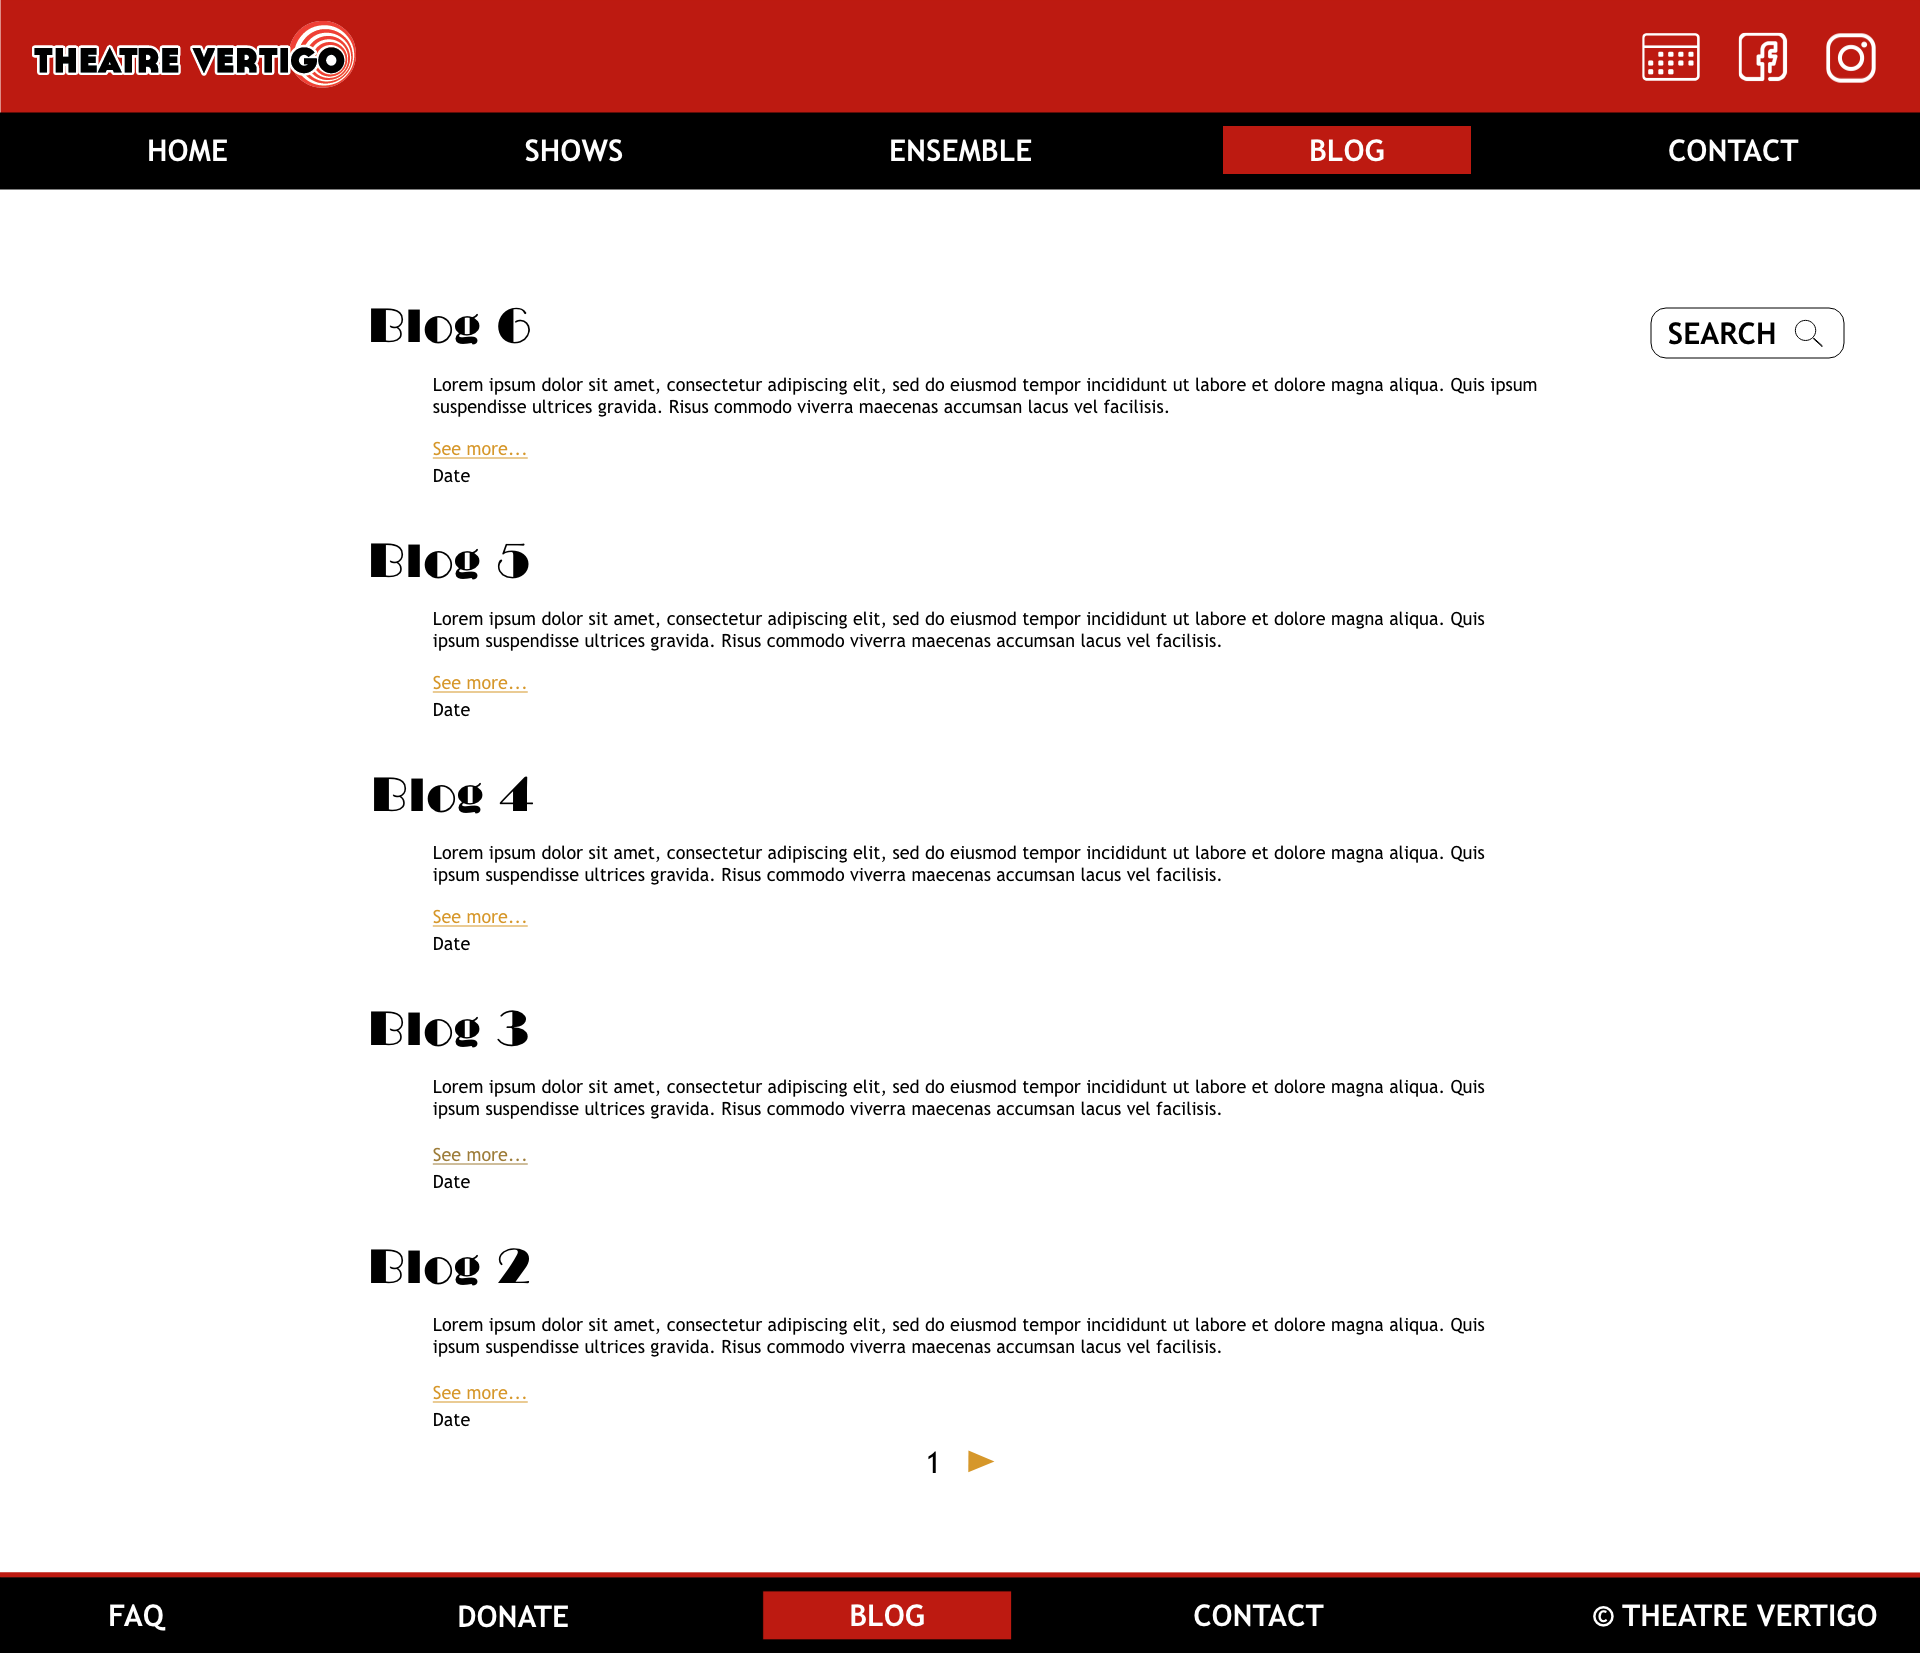 THEATRE VERTIGO
HOME SHOWS ENSEMBLE BLOG CONTACT
Blog 6
SEARCH
Lorem ipsum dolor sit amet, consectetur adipiscing elit, sed do eiusmod tempor incididunt ut labore et dolore magna aliqua. Quis ipsum
suspendisse ultrices gravida. Risus commodo viverra maecenas accumsan lacus vel facilisis.
See more...
Date
Blog 5
Lorem ipsum dolor sit amet, consectetur adipiscing elit, sed do eiusmod tempor incididunt ut labore et dolore magna aliqua. Quis
ipsum suspendisse ultrices gravida. Risus commodo viverra maecenas accumsan lacus vel facilisis.
See more...
Date
Blog 4
Lorem ipsum dolor sit amet, consectetur adipiscing elit, sed do eiusmod tempor incididunt ut labore et dolore magna aliqua. Quis
ipsum suspendisse ultrices gravida. Risus commodo viverra maecenas accumsan lacus vel facilisis.
See more...
Date
Blog 3
Lorem ipsum dolor sit amet, consectetur adipiscing elit, sed do eiusmod tempor incididunt ut labore et dolore magna aliqua. Quis
ipsum suspendisse ultrices gravida. Risus commodo viverra maecenas accumsan lacus vel facilisis.
See more...
Date
Blog 2
Lorem ipsum dolor sit amet, consectetur adipiscing elit, sed do eiusmod tempor incididunt ut labore et dolore magna aliqua. Quis
ipsum suspendisse ultrices gravida. Risus commodo viverra maecenas accumsan lacus vel facilisis.
See more...
Date
1
FAQ DONATE BLOG CONTACT © THEATRE VERTIGO